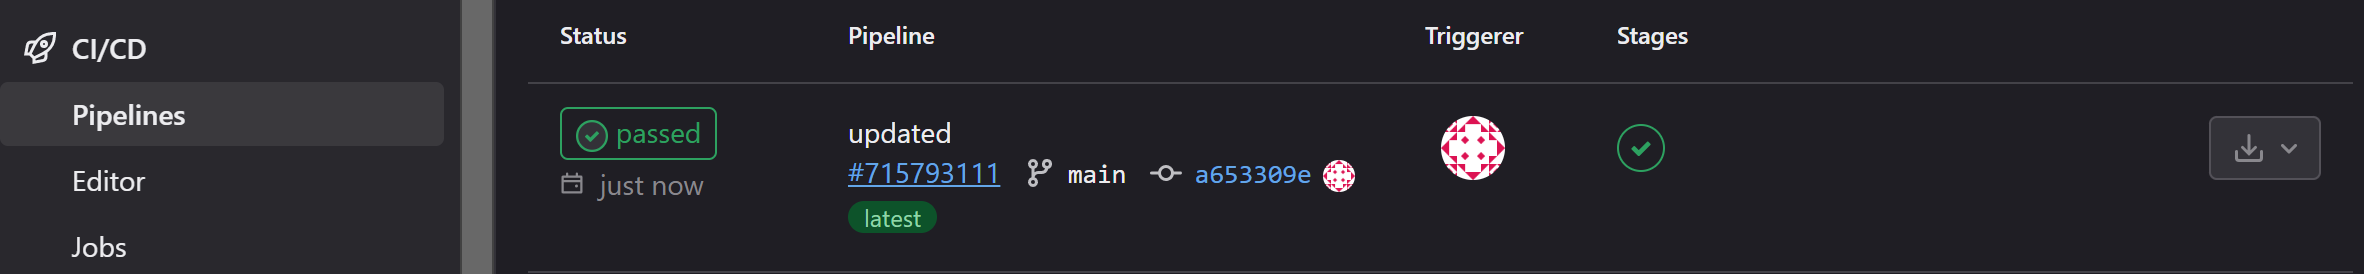 CI/CD
Pipelines
Editor
Jobs
Status Pipeline Triggerer Stages
passed
just now
updated
#715793111 main a653309e
latest